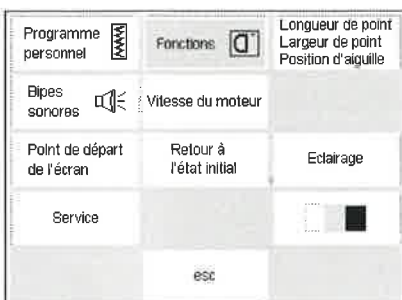 Programme
personnel
Fonctions
Longueur de point
Largeur de point
Position d'aiguille
Bipes
sonores
Vitesse du moteur
Point de départ
de l'écran
Retour à
l'état initial
Eclairage
Service
esc